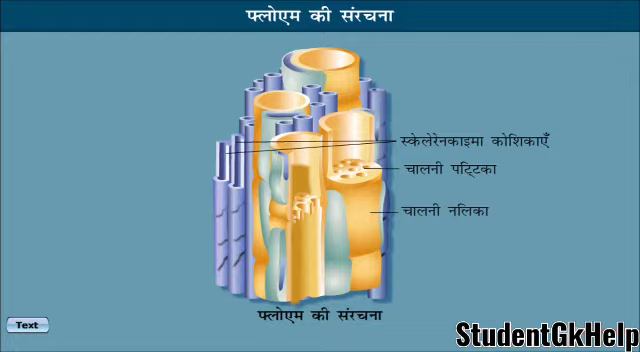 फ्लोएम की संरचना
स्केलेरेनकाइमा कोशिकाएँ
चालनी पट्टिका
चालनी नलिका
फ्लोएम की संरचना
Text
StudentGkHelp